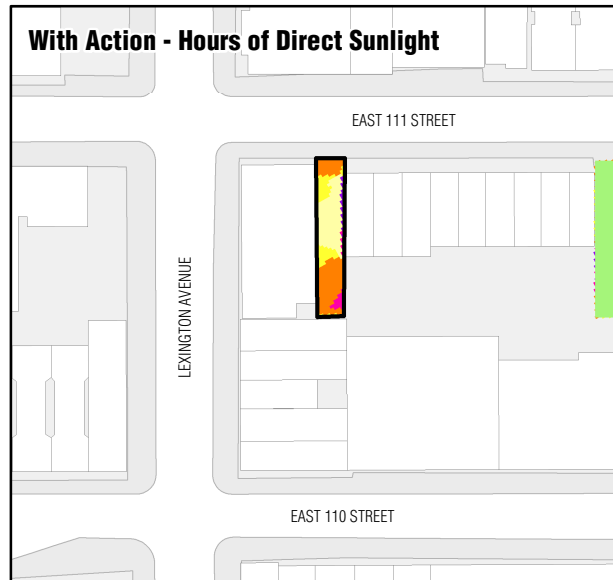 With Action - Hours of Direct Sunlight
EAST 111 STREET
LEXINGTON AVENUE
EAST 110 STREET